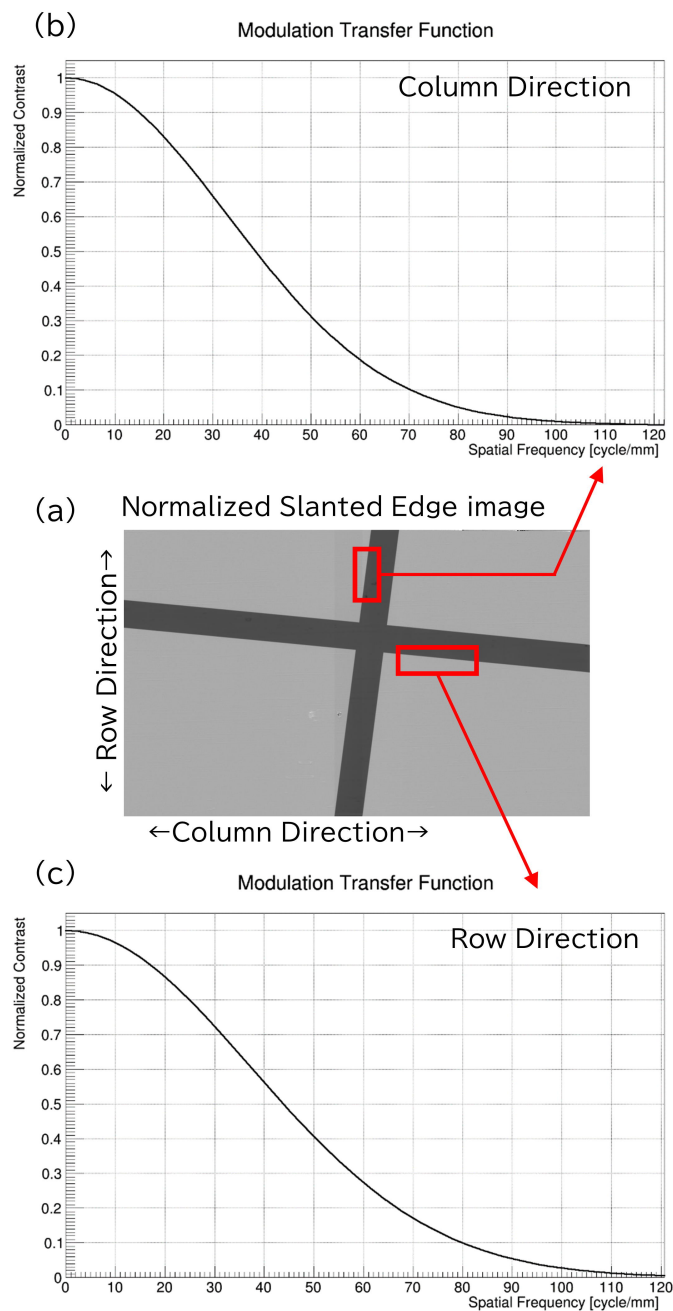 (b)
Modulation Transfer Function
Column Direction
Normalized Contrast
1
0.9
0.8
0.7
0.6
0.5
0.4
0.3
0.2
0.1
0
0 10 20 30 40 50 60 70 80 90 100 110 120
Spatial Frequency [cycle/mm]
(a) Normalized Slanted Edge image
← Row Direction→
←Column Direction→
(c)
Modulation Transfer Function
Row Direction
Normalized Contrast
1
0.9
0.8
0.7
0.6
0.5
0.4
0.3
0.2
0.1
0
0 10 20 30 40 50 60 70 80 90 100 110 120
Spatial Frequency [cycle/mm]